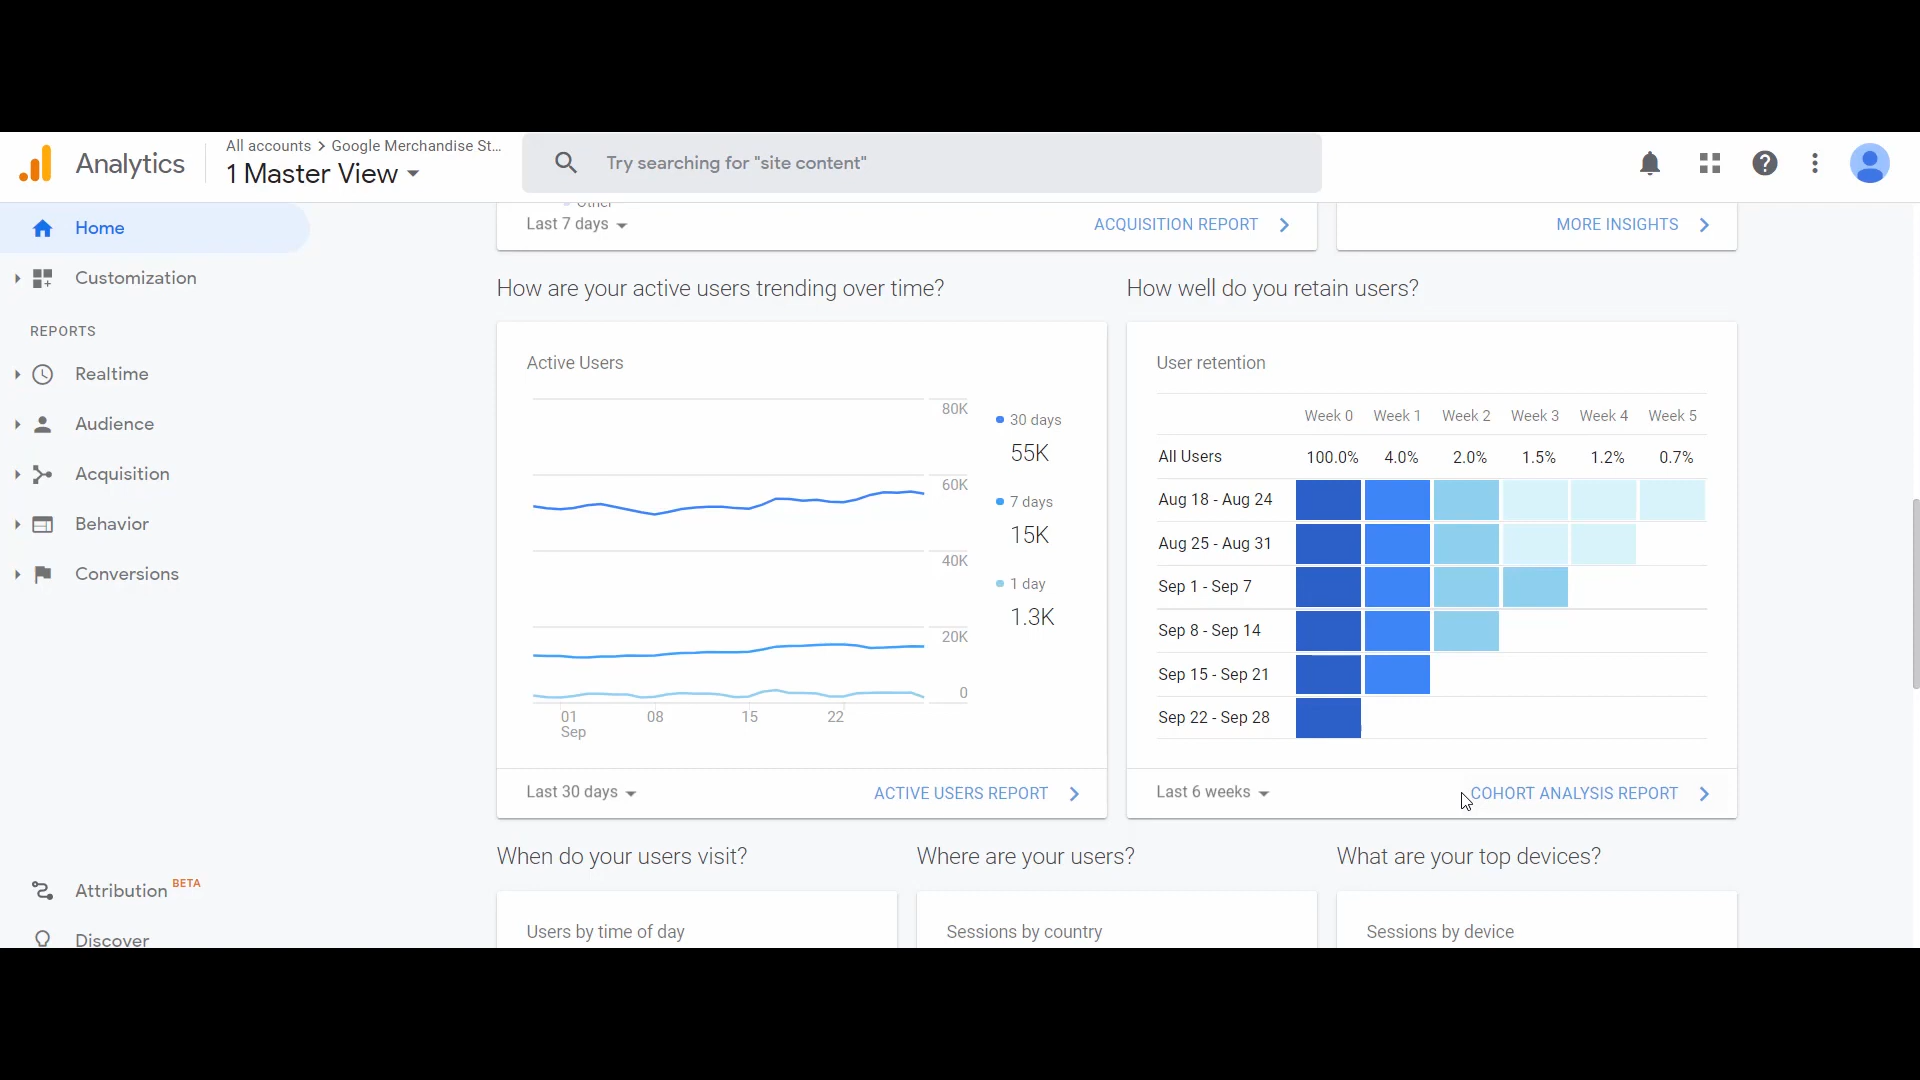 Analytics
All accounts > Google Merchandise St...
1 Master View
Try searching for "site content"
Home
Customization
REPORTS
Realtime
Audience
Acquisition
Behavior
Conversions
Attribution BETA
Discover
Other
Last 7 days
ACQUISITION REPORT
MORE INSIGHTS
How are your active users trending over time?
Active Users
80K
60K
40K
20K
0
01 08 15 22
Sep
30 days
55K
7 days
15K
1 day
1.3K
Last 30 days
ACTIVE USERS REPORT
How well do you retain users?
User retention
Week 0 Week 1 Week 2 Week 3 Week 4 Week 5
All Users 100.0% 4.0% 2.0% 1.5% 1.2% 0.7%
Aug 18 - Aug 24
Aug 25 - Aug 31
Sep 1 - Sep 7
Sep 8 - Sep 14
Sep 15 - Sep 21
Sep 22 - Sep 28
Last 6 weeks
COHORT ANALYSIS REPORT
When do your users visit?
Users by time of day
Where are your users?
Sessions by country
What are your top devices?
Sessions by device